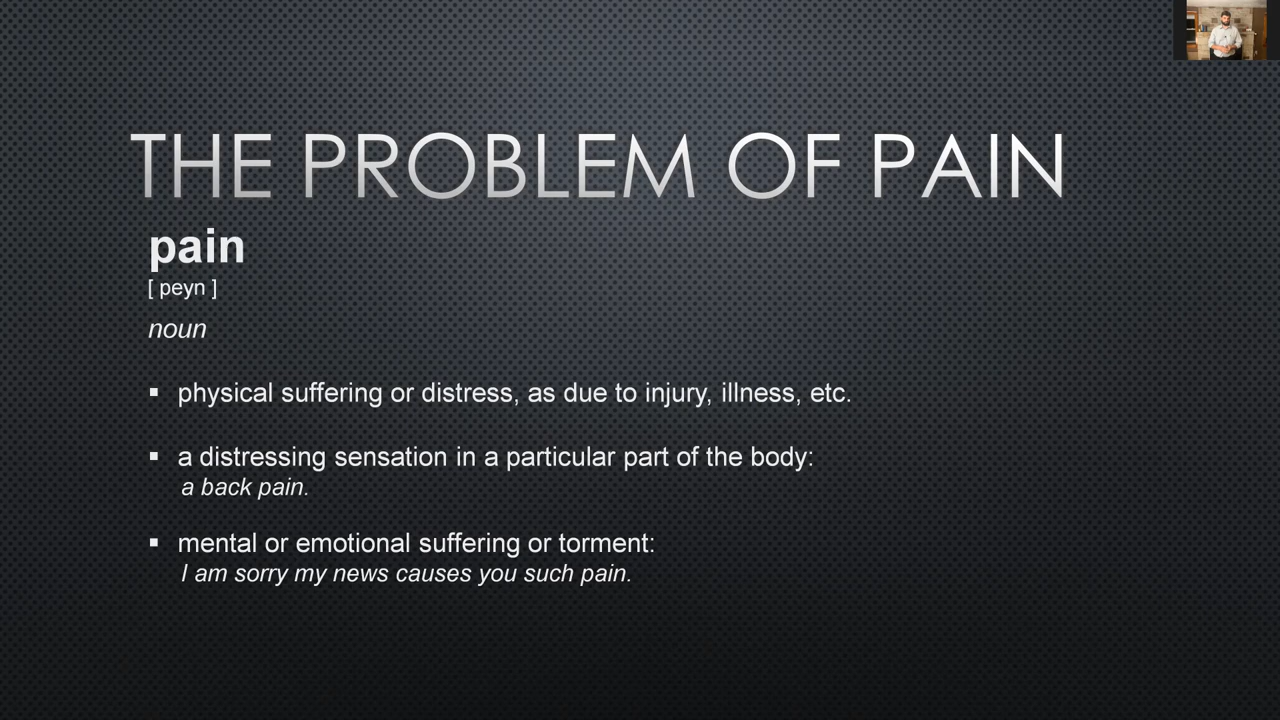 THE PROBLEM OF PAIN
pain
[ peyn ]
noun
▪ physical suffering or distress, as due to injury, illness, etc.
▪ a distressing sensation in a particular part of the body:
a back pain.
▪ mental or emotional suffering or torment:
I am sorry my news causes you such pain.